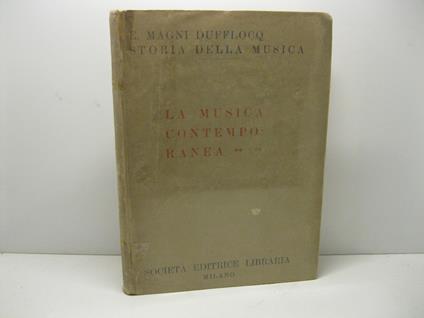 E. MAGNI DUFFLOCQ
STORIA DELLA MUSICA
LA MUSICA
CONTEMPO-
RANEA
SOCIETÀ EDITRICE LIBRARIA
MILANO